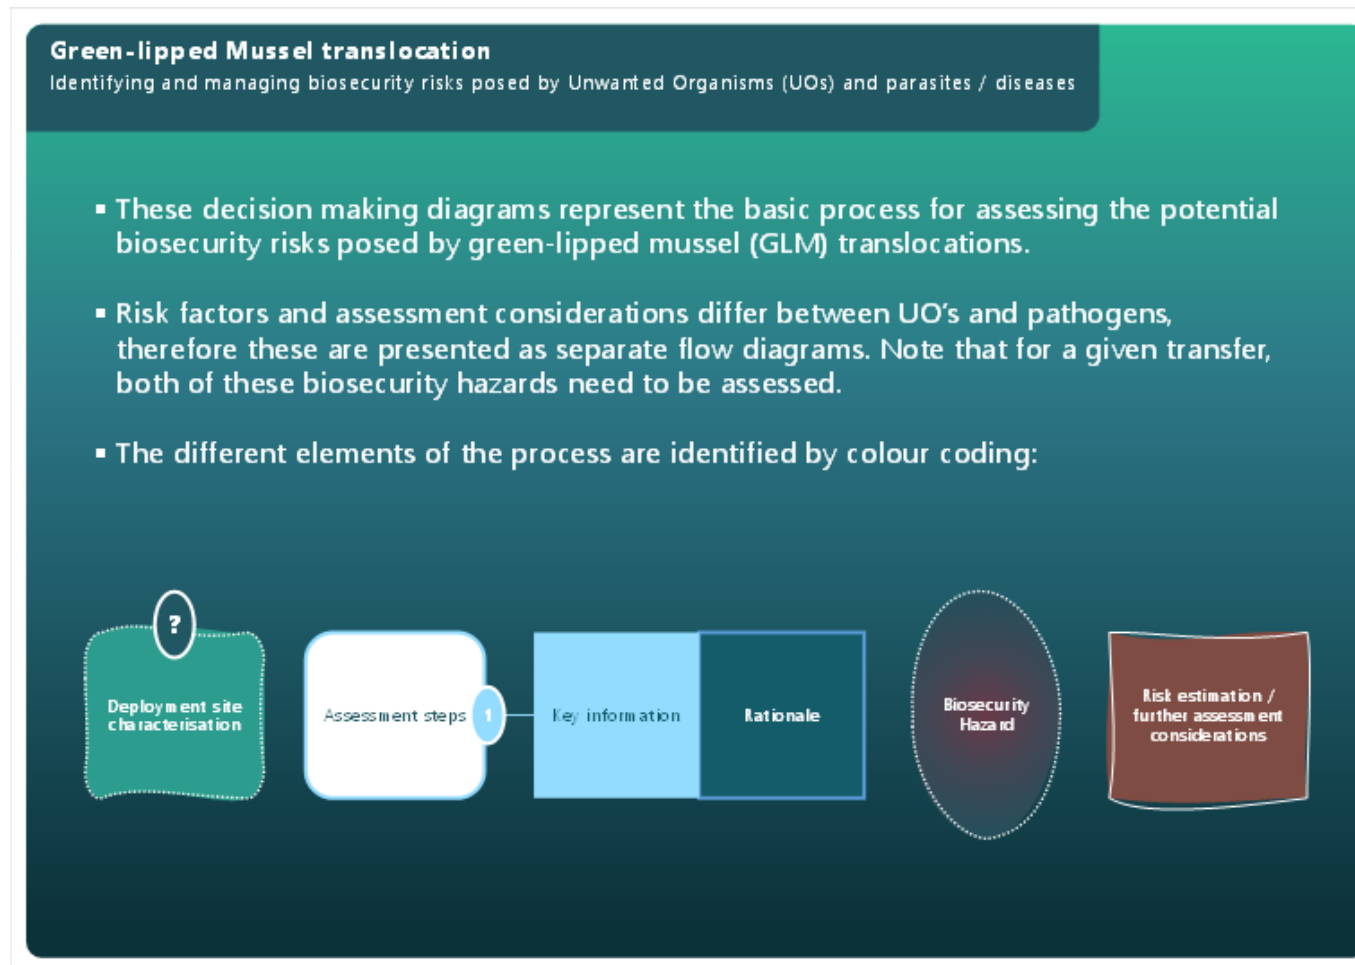 Green-lipped Mussel translocation
Identifying and managing biosecurity risks posed by Unwanted Organisms (UOs) and parasites / diseases
▪ These decision making diagrams represent the basic process for assessing the potential
biosecurity risks posed by green-lipped mussel (GLM) translocations.
▪ Risk factors and assessment considerations differ between UO's and pathogens,
therefore these are presented as separate flow diagrams. Note that for a given transfer,
both of these biosecurity hazards need to be assessed.
▪ The different elements of the process are identified by colour coding:
?
Deployment site
characterisation
Assessment steps
1
Key information
Rationale
Biosecurity
Hazard
Risk estimation /
further assessment
considerations